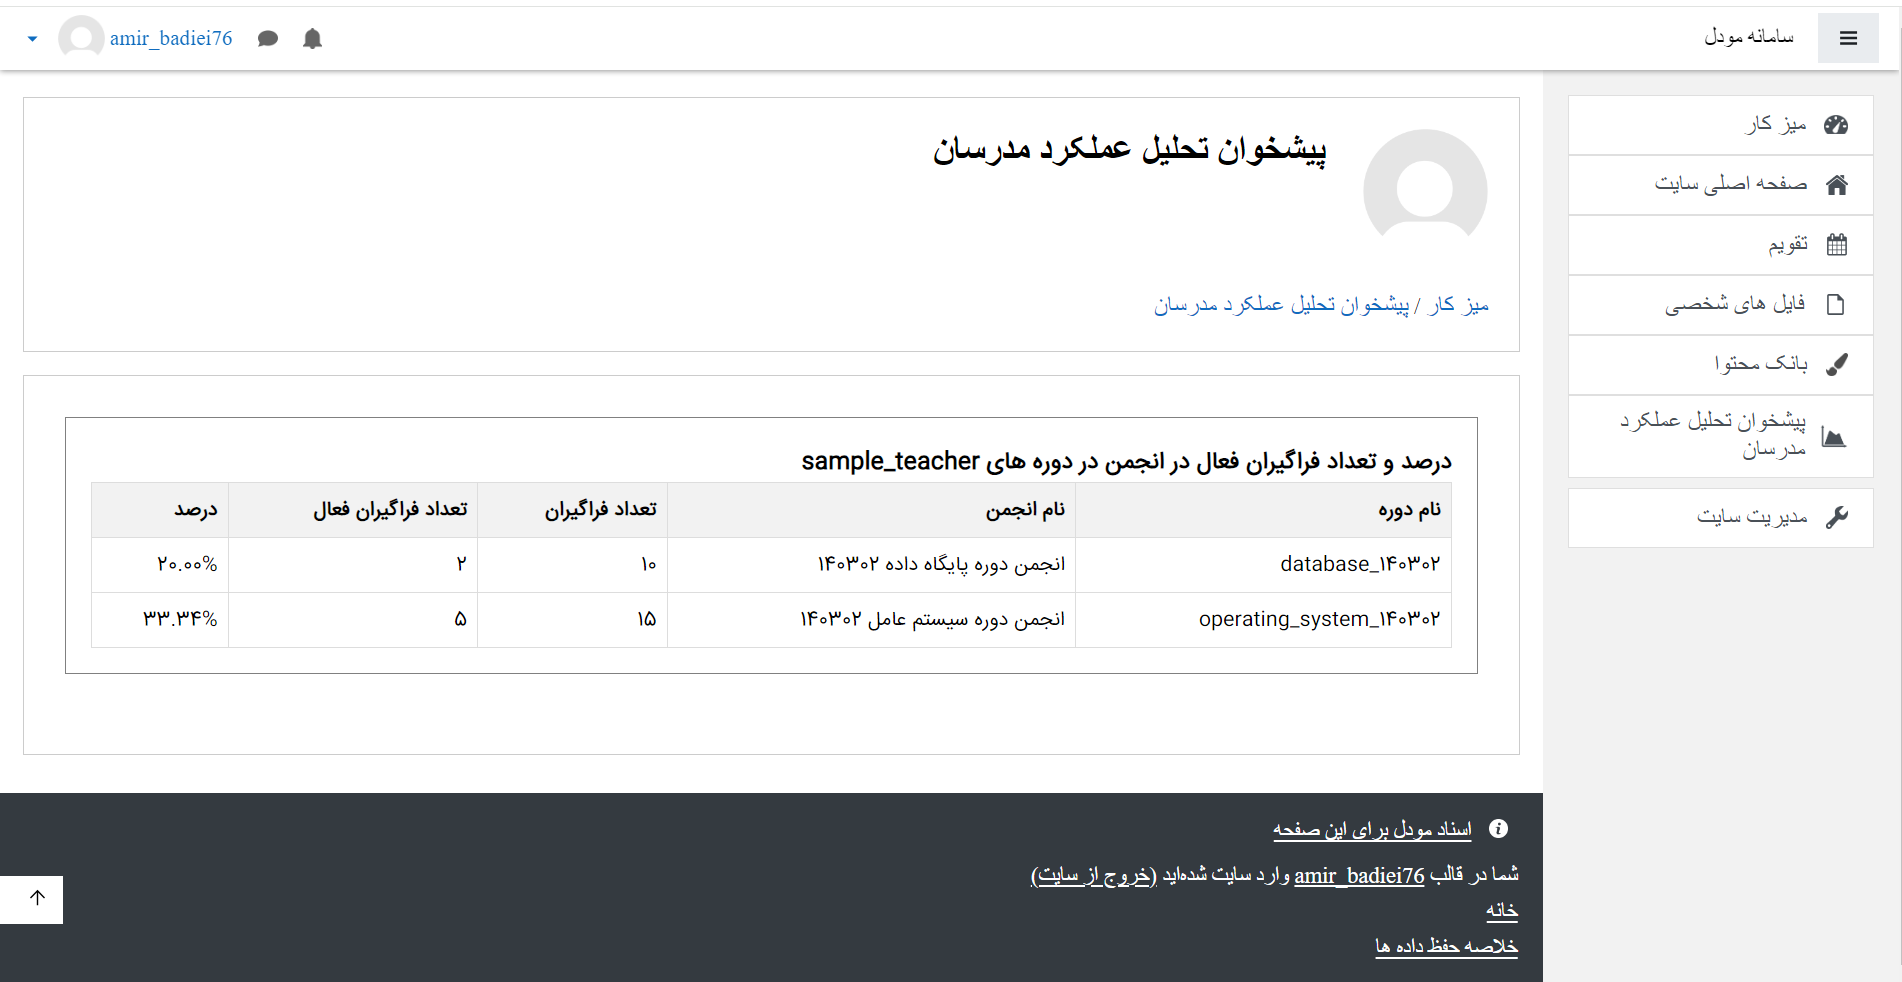 سامانه مودل
amir_badiei76
میز کار
صفحه اصلی سایت
تقویم
فایل های شخصی
بانک محتوا
پیشخوان تحلیل عملکرد
مدرسان
مدیریت سایت
پیشخوان تحلیل عملکرد مدرسان
میز کار / پیشخوان تحلیل عملکرد مدرسان
درصد و تعداد فراگیران فعال در انجمن در دوره های sample_teacher
نام دوره نام انجمن تعداد فراگیران تعداد فراگیران فعال درصد
database_۱۴۰۳۰۲ انجمن دوره پایگاه داده ۱۴۰۳۰۲ ۱۰ ۲ ۲۰.۰۰%
operating_system_۱۴۰۳۰۲ انجمن دوره سیستم عامل ۱۴۰۳۰۲ ۱۵ ۵ ۳۳.۳۴%
اسناد مودل برای این صفحه
شما در قالب amir_badiei76 وارد سایت شده‌اید (خروج از سایت)
خانه
خلاصه حفظ داده ها